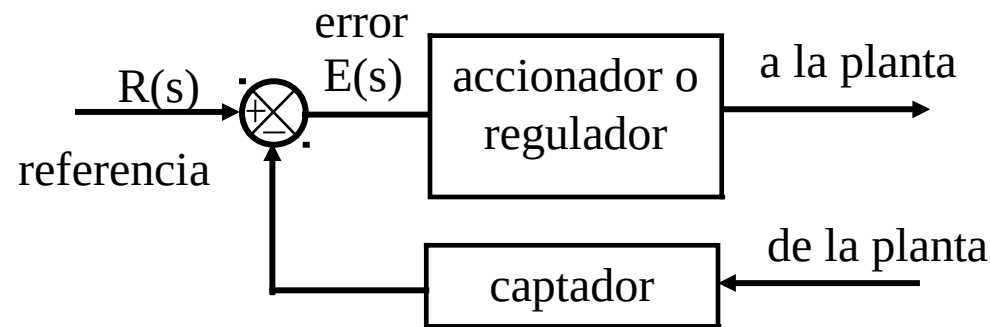 error
E(s)
R(s)
+
−
referencia
accionador o
regulador
a la planta
de la planta
captador